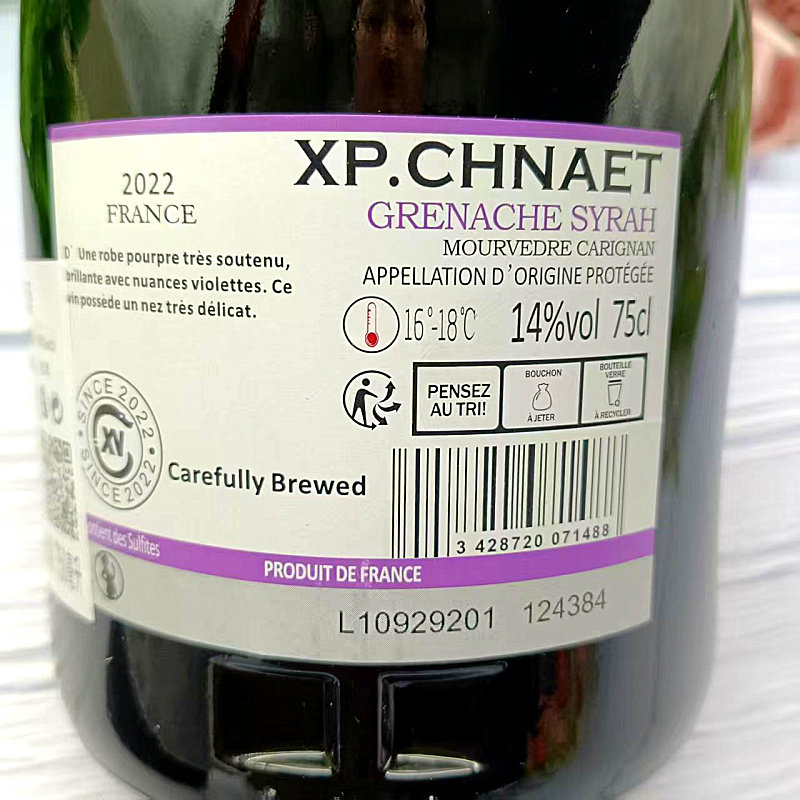 XP.CHNAET
2022
FRANCE
GRENACHE SYRAH
MOURVEDRE CARIGNAN
APPELLATION D'ORIGINE PROTÉGÉE
D' Une robe pourpre très soutenu,
brillante avec nuances violettes. Ce
vin possède un nez très délicat.
16°-18°C
14%vol 75cl
PENSEZ
AU TRI!
BOUCHON
À JETER
BOUTEILLE
VERRE
À RECYCLER
SINCE 2022
XV
SINCE 2022
Carefully Brewed
3 428720 071488
des Sulfites
PRODUIT DE FRANCE
L10929201 124384